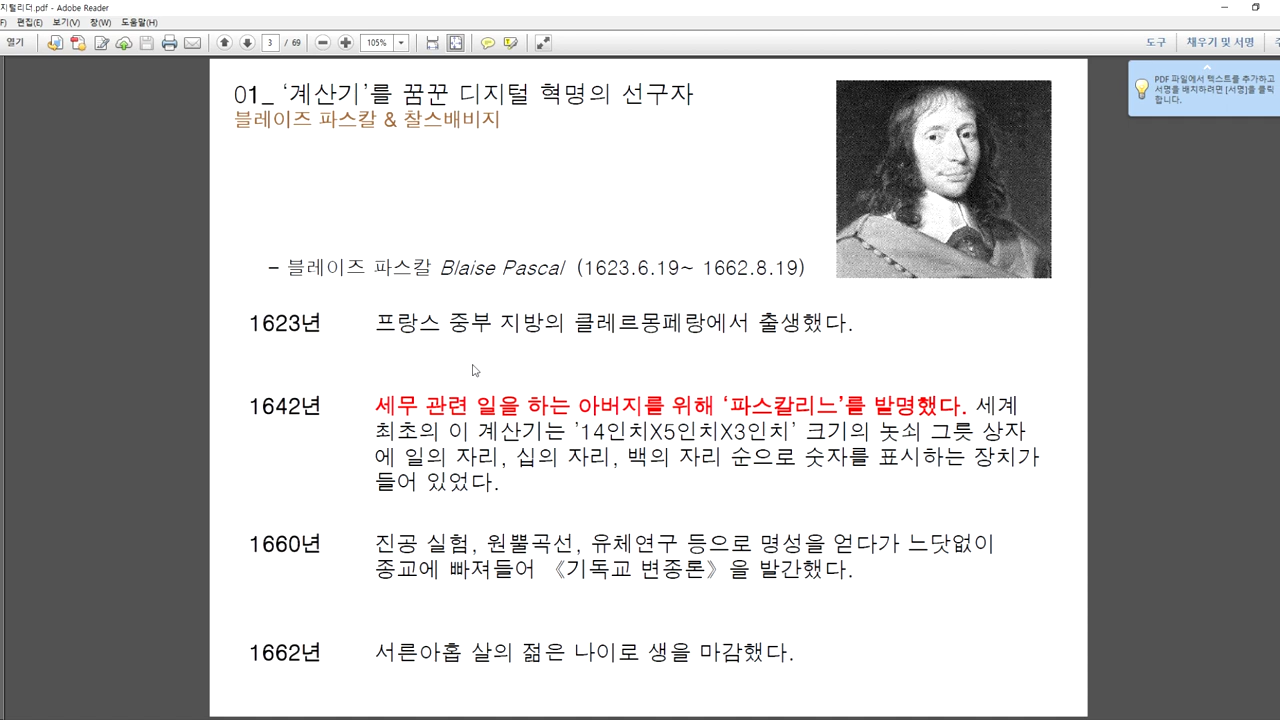 지털리더.pdf - Adobe Reader
F) 편집(E) 보기(V) 창(W) 도움말(H)
열기 3 / 69 105% 도구 채우기 및 서명
PDF 파일에서 텍스트를 추가하고
서명을 배치하려면 [서명]을 클릭
합니다.
01_ ‘계산기’를 꿈꾼 디지털 혁명의 선구자
블레이즈 파스칼 & 찰스배비지
– 블레이즈 파스칼 Blaise Pascal (1623.6.19~ 1662.8.19)
1623년 프랑스 중부 지방의 클레르몽페랑에서 출생했다.
1642년 세무 관련 일을 하는 아버지를 위해 ‘파스칼리느’를 발명했다. 세계
최초의 이 계산기는 ’14인치X5인치X3인치’ 크기의 놋쇠 그릇 상자
에 일의 자리, 십의 자리, 백의 자리 순으로 숫자를 표시하는 장치가
들어 있었다.
1660년 진공 실험, 원뿔곡선, 유체연구 등으로 명성을 얻다가 느닷없이
종교에 빠져들어 《기독교 변종론》을 발간했다.
1662년 서른아홉 살의 젊은 나이로 생을 마감했다.